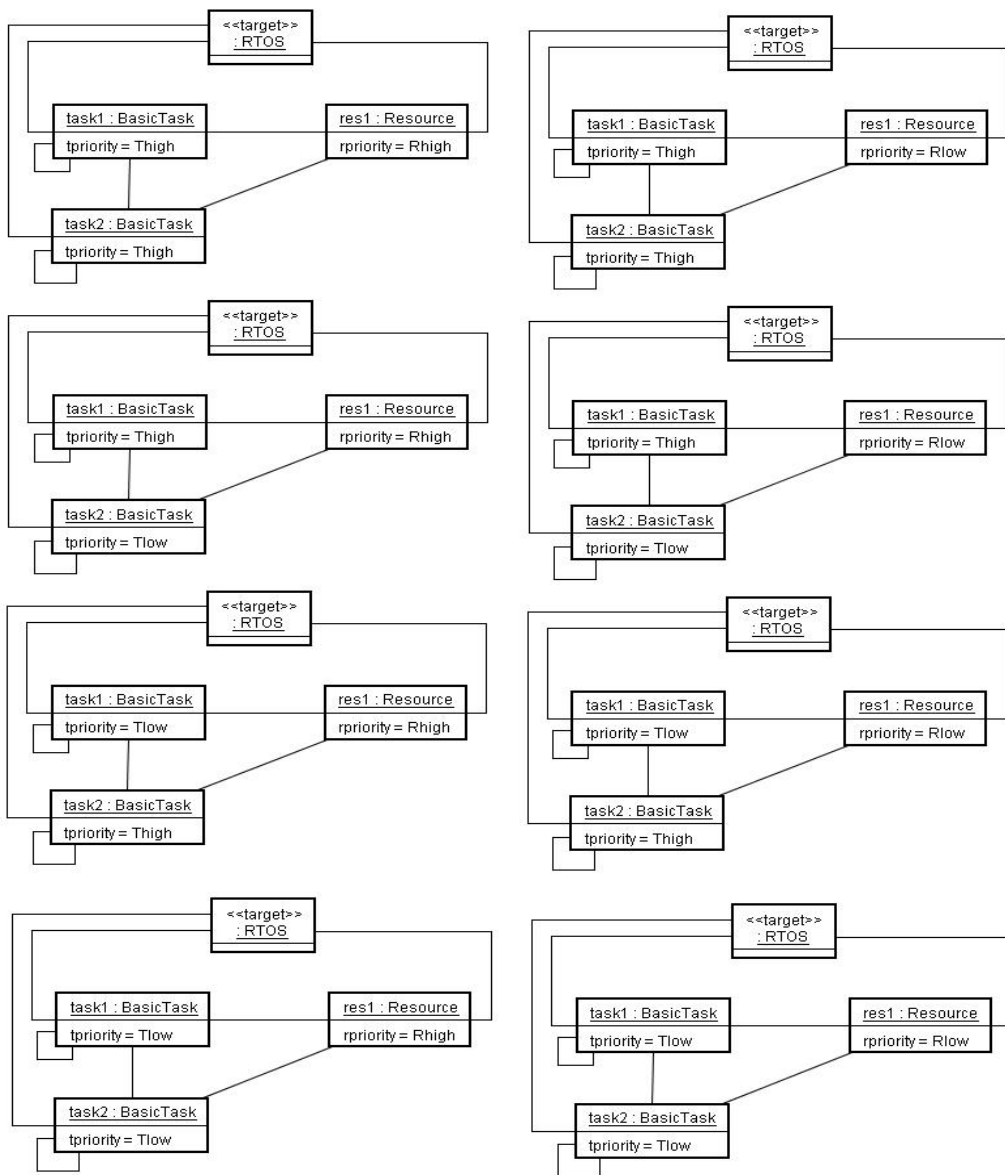 <<target>>
: RTOS
task1 : BasicTask
tpriority = Thigh
res1 : Resource
rpriority = Rhigh
task2 : BasicTask
tpriority = Thigh
<<target>>
: RTOS
task1 : BasicTask
tpriority = Thigh
res1 : Resource
rpriority = Rlow
task2 : BasicTask
tpriority = Thigh
<<target>>
: RTOS
task1 : BasicTask
tpriority = Thigh
res1 : Resource
rpriority = Rhigh
task2 : BasicTask
tpriority = Tlow
<<target>>
: RTOS
task1 : BasicTask
tpriority = Thigh
res1 : Resource
rpriority = Rlow
task2 : BasicTask
tpriority = Tlow
<<target>>
: RTOS
task1 : BasicTask
tpriority = Tlow
res1 : Resource
rpriority = Rhigh
task2 : BasicTask
tpriority = Thigh
<<target>>
: RTOS
task1 : BasicTask
tpriority = Tlow
res1 : Resource
rpriority = Rlow
task2 : BasicTask
tpriority = Thigh
<<target>>
: RTOS
task1 : BasicTask
tpriority = Tlow
res1 : Resource
rpriority = Rhigh
task2 : BasicTask
tpriority = Tlow
<<target>>
: RTOS
task1 : BasicTask
tpriority = Tlow
res1 : Resource
rpriority = Rlow
task2 : BasicTask
tpriority = Tlow